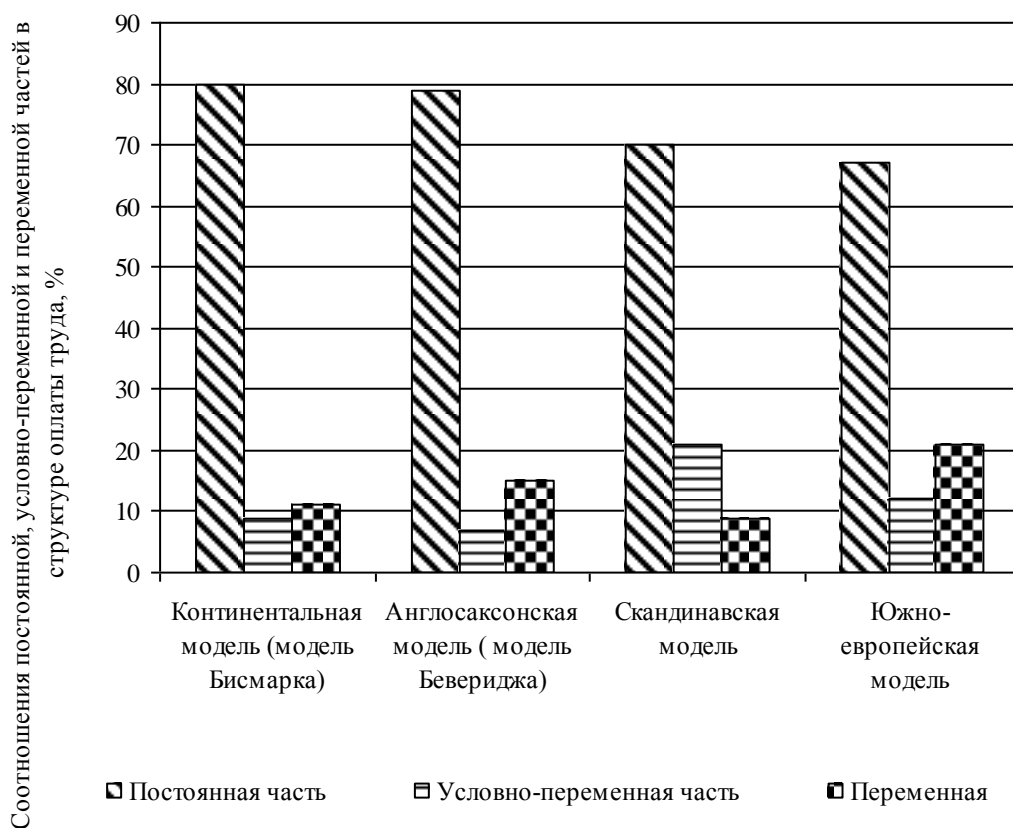 Соотношения постоянной, условно-переменной и переменной частей в
структуре оплаты труда, %
90
80
70
60
50
40
30
20
10
0
Континентальная
модель (модель
Бисмарка)
Англосаксонская
модель ( модель
Бевериджа)
Скандинавская
модель
Южно-
европейская
модель
Постоянная часть
Условно-переменная часть
Переменная